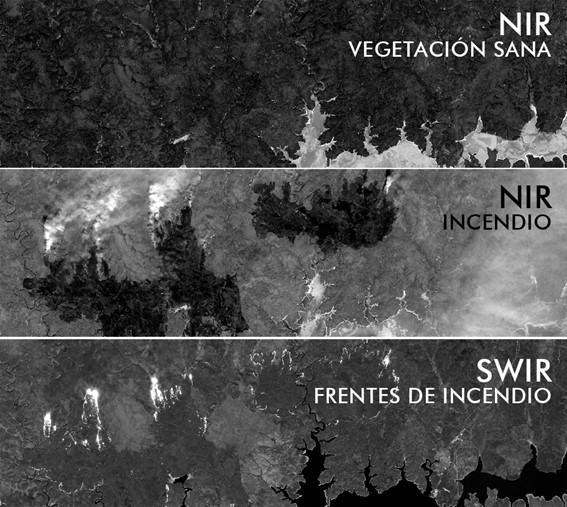 NIR
VEGETACIÓN SANA
NIR
INCENDIO
SWIR
FRENTES DE INCENDIO